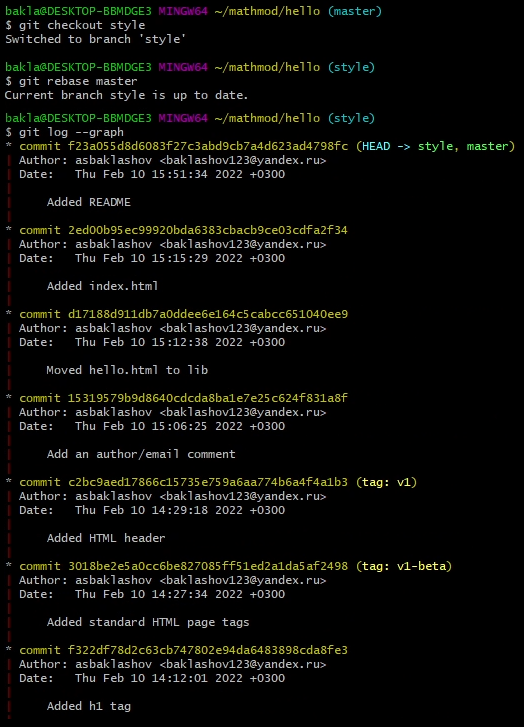 bakla@DESKTOP-BBMDGE3 MINGW64 ~/mathmod/hello (master)
$ git checkout style
Switched to branch 'style'
bakla@DESKTOP-BBMDGE3 MINGW64 ~/mathmod/hello (style)
$ git rebase master
Current branch style is up to date.
bakla@DESKTOP-BBMDGE3 MINGW64 ~/mathmod/hello (style)
$ git log --graph
* commit f23a055d8d6083f27c3abd9cb7a4d623ad4798fc (HEAD -> style, master)
| Author: asbaklashov <baklashov123@yandex.ru>
| Date:   Thu Feb 10 15:51:34 2022 +0300
|
|     Added README
|
* commit 2ed00b95ec99920bda6383cbacb9ce03cdfa2f34
| Author: asbaklashov <baklashov123@yandex.ru>
| Date:   Thu Feb 10 15:15:29 2022 +0300
|
|     Added index.html
|
* commit d17188d911db7a0ddee6e164c5cabcc651040ee9
| Author: asbaklashov <baklashov123@yandex.ru>
| Date:   Thu Feb 10 15:12:38 2022 +0300
|
|     Moved hello.html to lib
|
* commit 15319579b9d8640cdcda8ba1e7e25c624f831a8f
| Author: asbaklashov <baklashov123@yandex.ru>
| Date:   Thu Feb 10 15:06:25 2022 +0300
|
|     Add an author/email comment
|
* commit c2bc9aed17866c15735e759a6aa774b6a4f4a1b3 (tag: v1)
| Author: asbaklashov <baklashov123@yandex.ru>
| Date:   Thu Feb 10 14:29:18 2022 +0300
|
|     Added HTML header
|
* commit 3018be2e5a0cc6be827085ff51ed2a1da5af2498 (tag: v1-beta)
| Author: asbaklashov <baklashov123@yandex.ru>
| Date:   Thu Feb 10 14:27:34 2022 +0300
|
|     Added standard HTML page tags
|
* commit f322df78d2c63cb747802e94da6483898cda8fe3
| Author: asbaklashov <baklashov123@yandex.ru>
| Date:   Thu Feb 10 14:12:01 2022 +0300
|
|     Added h1 tag
|